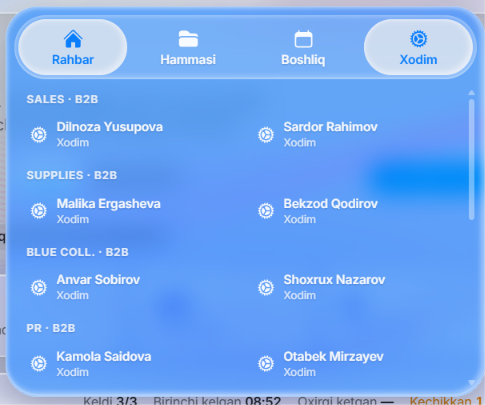 Rahbar Hammasi Boshliq Xodim
SALES · B2B
Dilnoza Yusupova Sardor Rahimov
Xodim Xodim
SUPPLIES · B2B
Malika Ergasheva Bekzod Qodirov
Xodim Xodim
BLUE COLL. · B2B
Anvar Sobirov Shoxrux Nazarov
Xodim Xodim
PR · B2B
Kamola Saidova Otabek Mirzayev
Xodim Xodim
Keldi 3/3 Birinchi kelgan 08:52 Oxirgi ketgan — Kechikkan 1